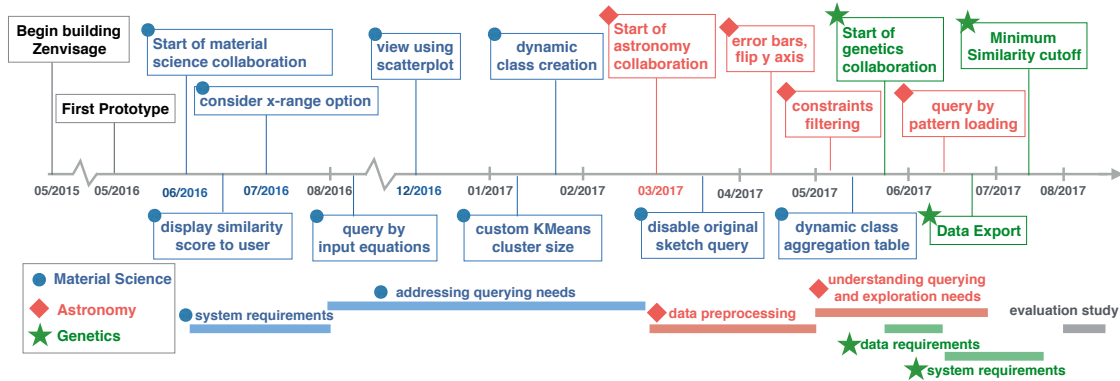 Begin building
Zenvisage
First Prototype
Start of material
science collaboration
consider x-range option
view using
scatterplot
dynamic
class creation
Start of
astronomy
collaboration
error bars,
flip y axis
constraints
filtering
Start of
genetics
collaboration
query by
pattern loading
Minimum
Similarity cutoff
05/2015
05/2016
06/2016
07/2016
08/2016
12/2016
01/2017
02/2017
03/2017
04/2017
05/2017
06/2017
07/2017
08/2017
display similarity
score to user
query by
input equations
custom KMeans
cluster size
disable original
sketch query
dynamic class
aggregation table
Data Export
Material Science
Astronomy
Genetics
system requirements
addressing querying needs
data preprocessing
understanding querying
and exploration needs
data requirements
system requirements
evaluation study